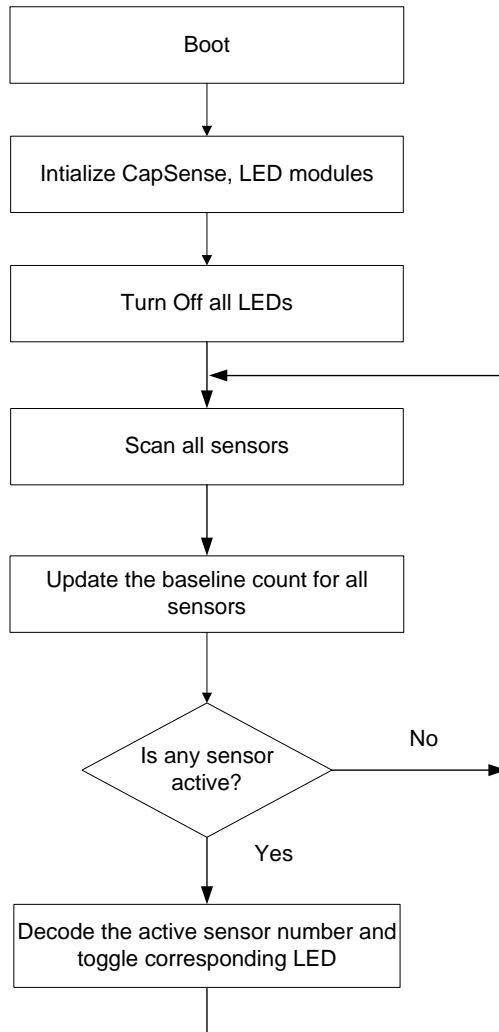 Boot
Intialize CapSense, LED modules
Turn Off all LEDs
Scan all sensors
Update the baseline count for all
sensors
Is any sensor
active?
No
Yes
Decode the active sensor number and
toggle corresponding LED